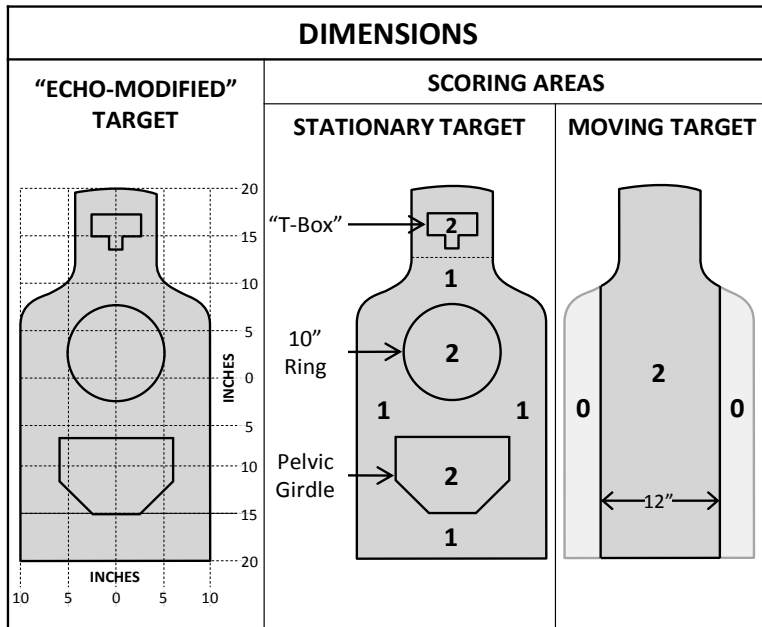 DIMENSIONS
“ECHO-MODIFIED”
TARGET
SCORING AREAS
STATIONARY TARGET
MOVING TARGET
20
15
10
5
0
5
10
15
20
INCHES
INCHES
10
5
0
5
10
“T-Box”
10”
Ring
Pelvic
Girdle
2
1
2
1
1
2
1
2
0
0
12”